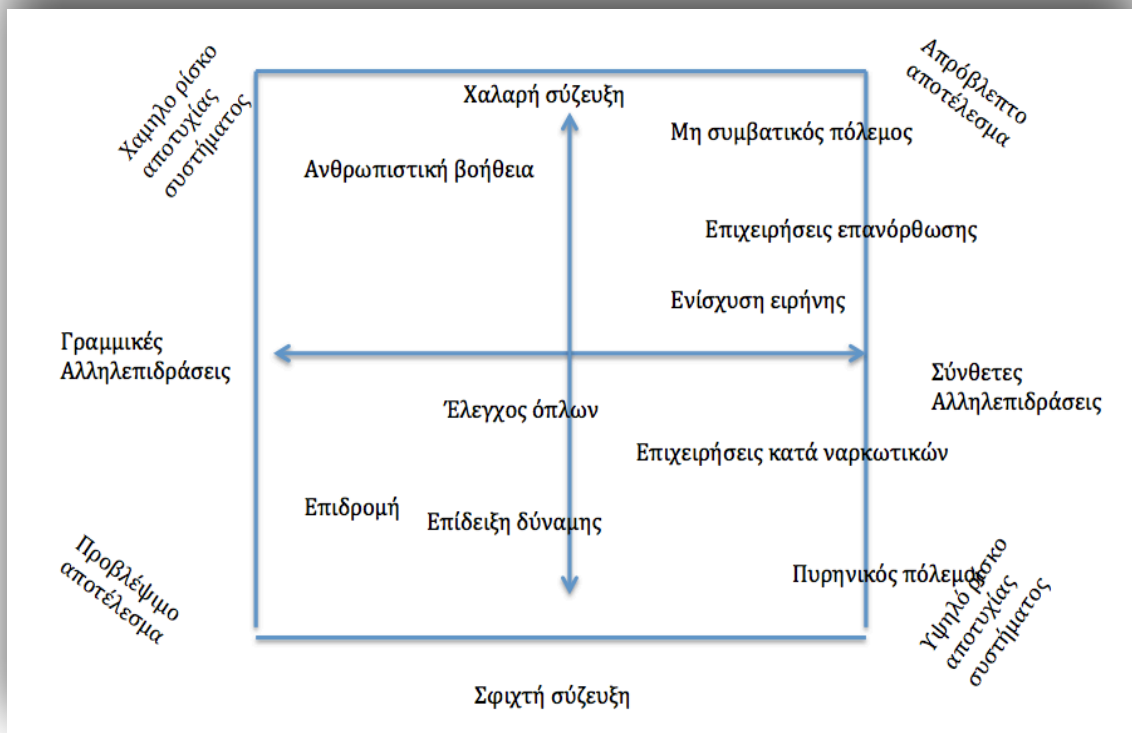 Χαμηλο ρίσκο
αποτυχίας
συστήματος
Χαλαρή σύζευξη
Απρόβλεπτο
αποτέλεσμα
Μη συμβατικός πόλεμος
Ανθρωπιστική βοήθεια
Επιχειρήσεις επανόρθωσης
Ενίσχυση ειρήνης
Γραμμικές
Αλληλεπιδράσεις
Σύνθετες
Αλληλεπιδράσεις
Έλεγχος όπλων
Επιχειρήσεις κατά ναρκωτικών
Επιδρομή
Επίδειξη δύναμης
Προβλέψιμο
αποτέλεσμα
Πυρηνικός πόλεμος
Υψηλό ρίσκο
αποτυχίας
συστήματος
Σφιχτή σύζευξη